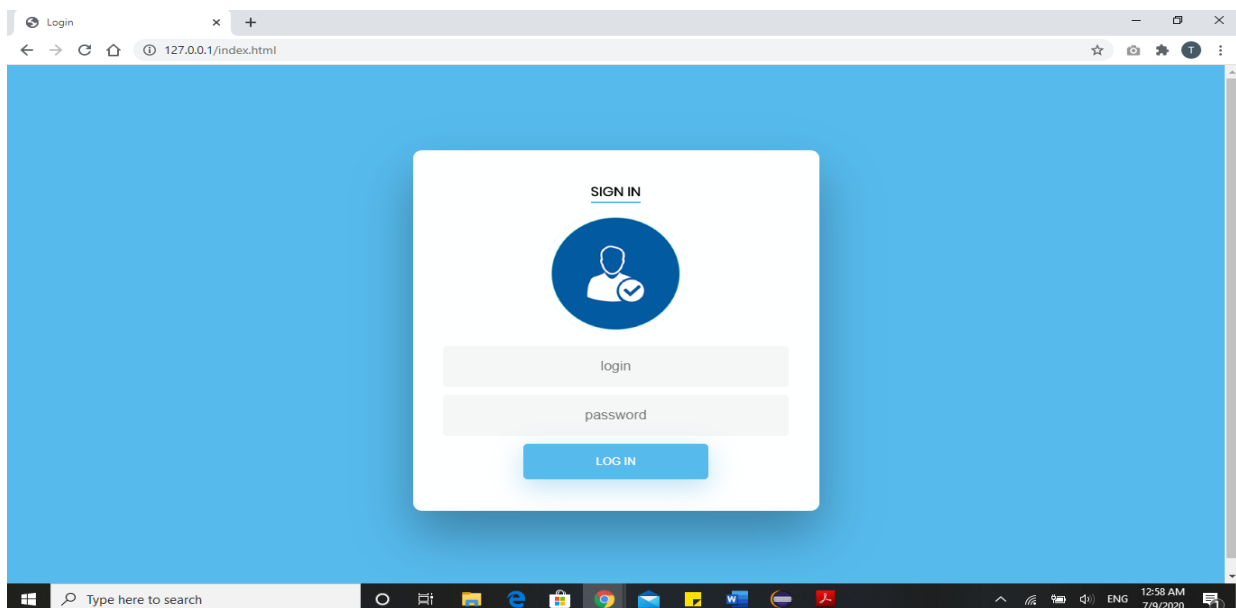 Login
127.0.0.1/index.html
T
SIGN IN
login
password
LOG IN
Type here to search
ENG
12:58 AM
7/9/2020